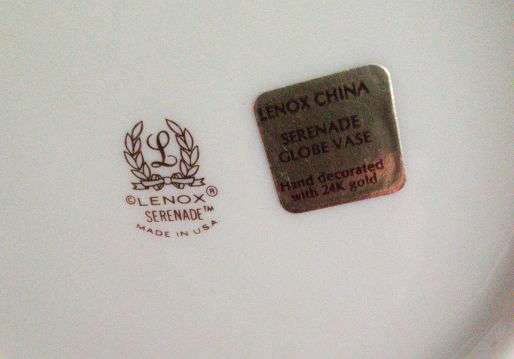 L
©LENOX®
SERENADE™
MADE IN USA
LENOX CHINA
SERENADE
GLOBE VASE
Hand decorated
with 24K gold